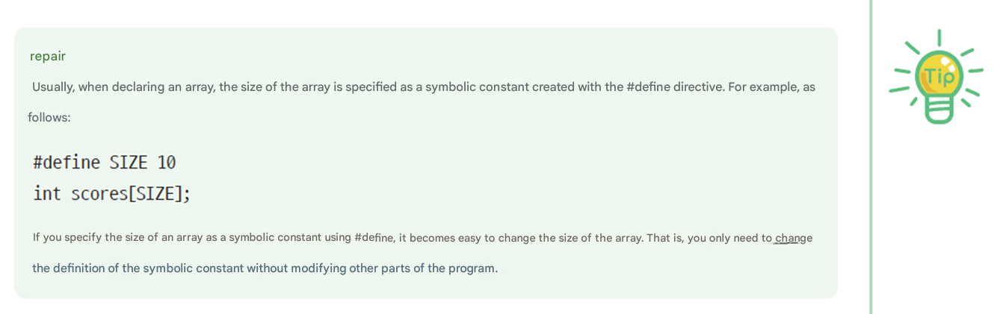 repair
Usually, when declaring an array, the size of the array is specified as a symbolic constant created with the #define directive. For example, as
follows:
#define SIZE 10
int scores[SIZE];
If you specify the size of an array as a symbolic constant using #define, it becomes easy to change the size of the array. That is, you only need to change
the definition of the symbolic constant without modifying other parts of the program.
Tip